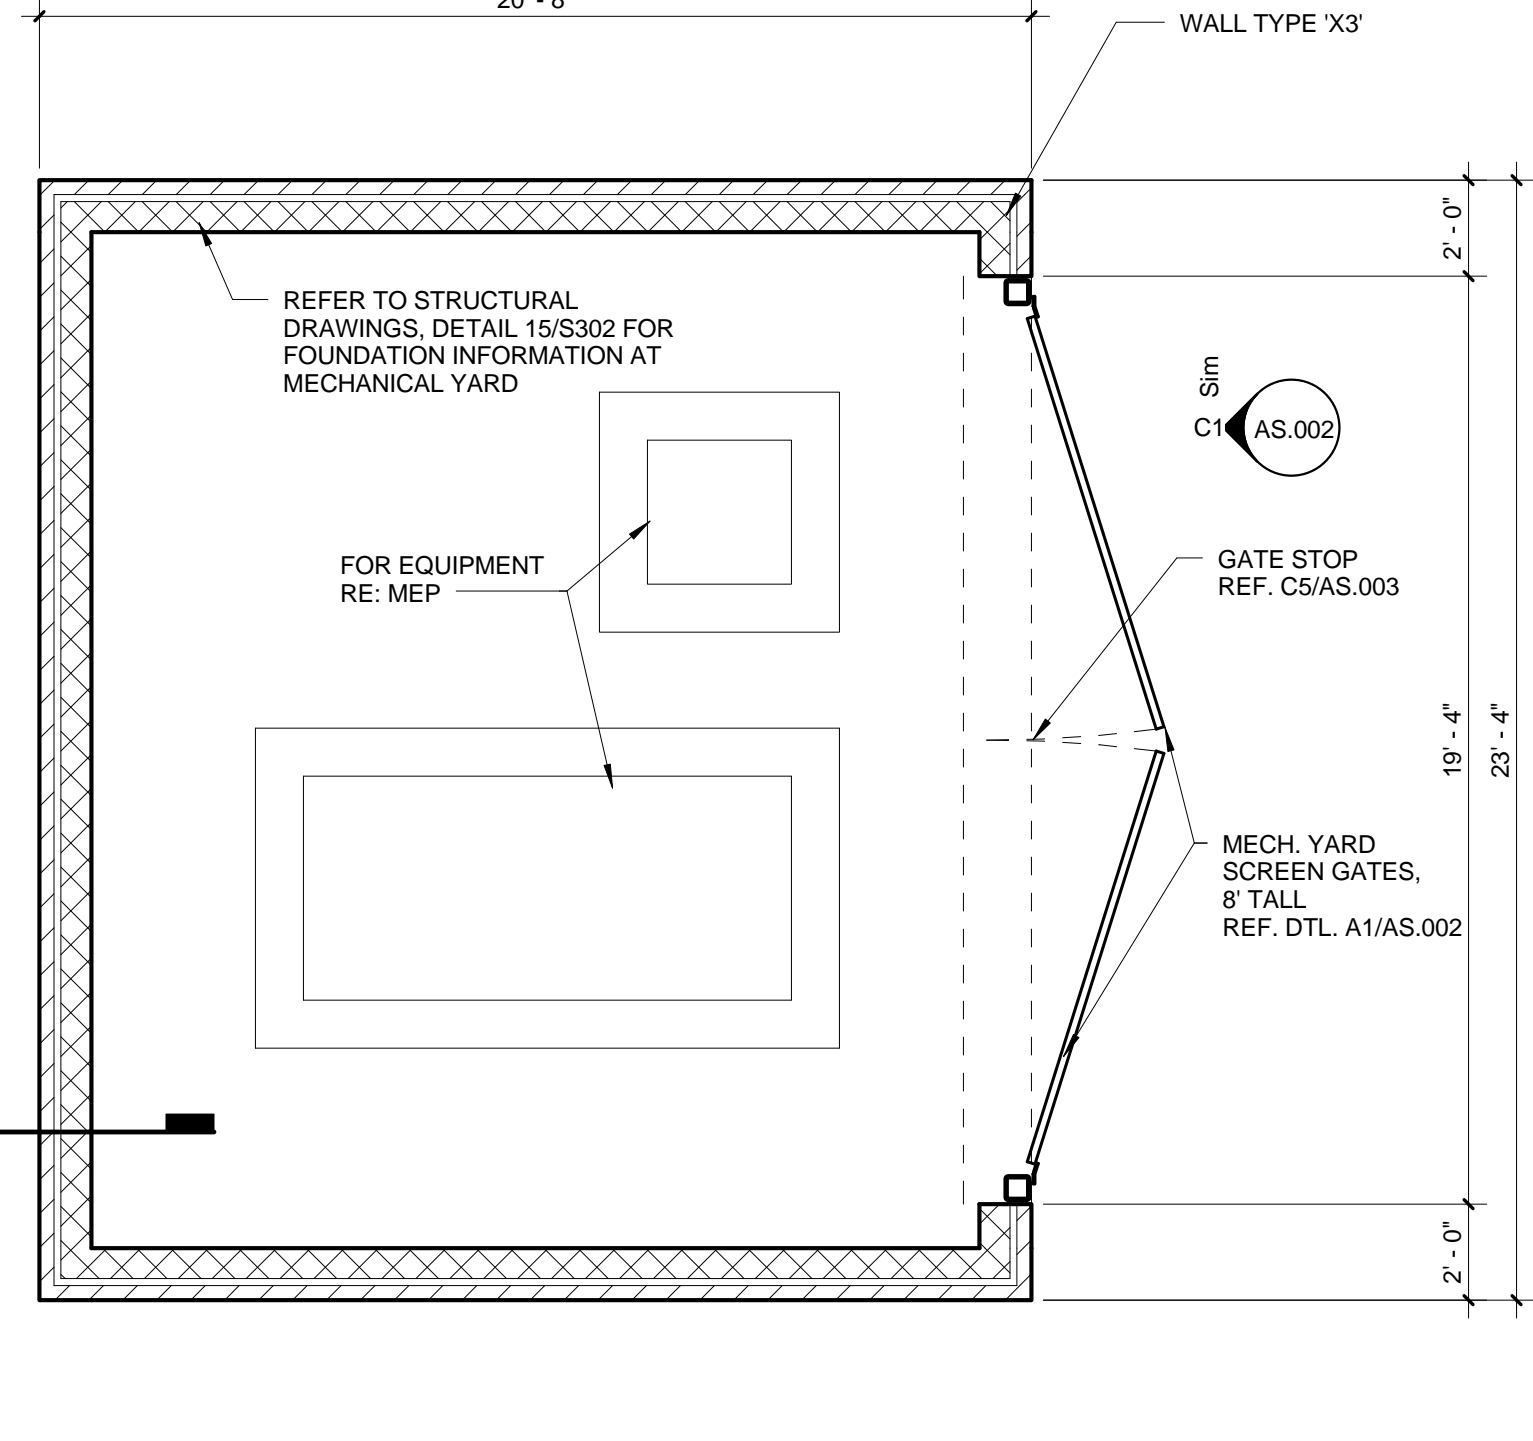 20' - 8"
WALL TYPE 'X3'
2' - 0"
REFER TO STRUCTURAL
DRAWINGS, DETAIL 15/S302 FOR
FOUNDATION INFORMATION AT
MECHANICAL YARD
Sim
C1
AS.002
FOR EQUIPMENT
RE: MEP
GATE STOP
REF. C5/AS.003
19' - 4"
23' - 4"
MECH. YARD
SCREEN GATES,
8' TALL
REF. DTL. A1/AS.002
2' - 0"